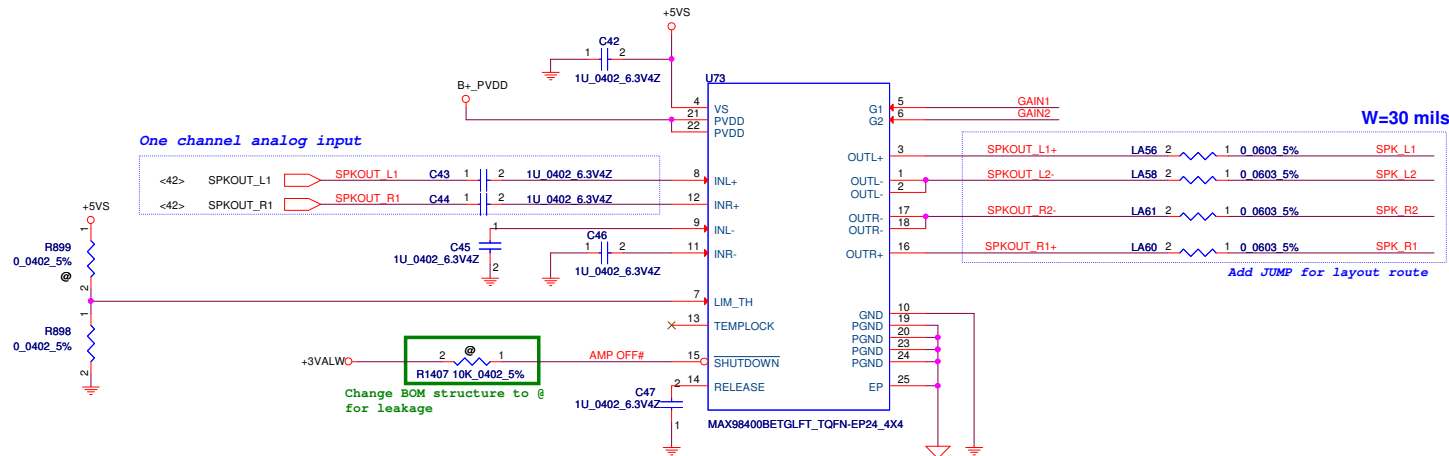 +5VS
C42
1 2
1U_0402_6.3V4Z
B+_PVDD
U73
4 VS
21 PVDD
22 PVDD
G1 5 GAIN1
G2 6 GAIN2
W=30 mils
One channel analog input
OUTL+ 3 SPKOUT_L1+ LA56 2 1 0_0603_5% SPK_L1
<42> SPKOUT_L1 SPKOUT_L1 C43 1 2 1U_0402_6.3V4Z 8 INL+
OUTL- 1 SPKOUT_L2- LA58 2 1 0_0603_5% SPK_L2
OUTL- 2
<42> SPKOUT_R1 SPKOUT_R1 C44 1 2 1U_0402_6.3V4Z 12 INR+
OUTR- 17 SPKOUT_R2- LA61 2 1 0_0603_5% SPK_R2
OUTR- 18
9 INL-
1
C45
1U_0402_6.3V4Z
2
C46
1 2
1U_0402_6.3V4Z
11 INR-
OUTR+ 16 SPKOUT_R1+ LA60 2 1 0_0603_5% SPK_R1
Add JUMP for layout route
+5VS
1
R899
0_0402_5%
@
2
7 LIM_TH
1
R898
0_0402_5%
2
13 TEMPLOCK
GND 10
PGND 19
PGND 20
PGND 23
PGND 24
EP 25
+3VALW 2 @ 1 AMP OFF# 15 SHUTDOWN
R1407 10K_0402_5%
Change BOM structure to @
for leakage
14 RELEASE
2
C47
1U_0402_6.3V4Z
1
MAX98400BETGLFT_TQFN-EP24_4X4